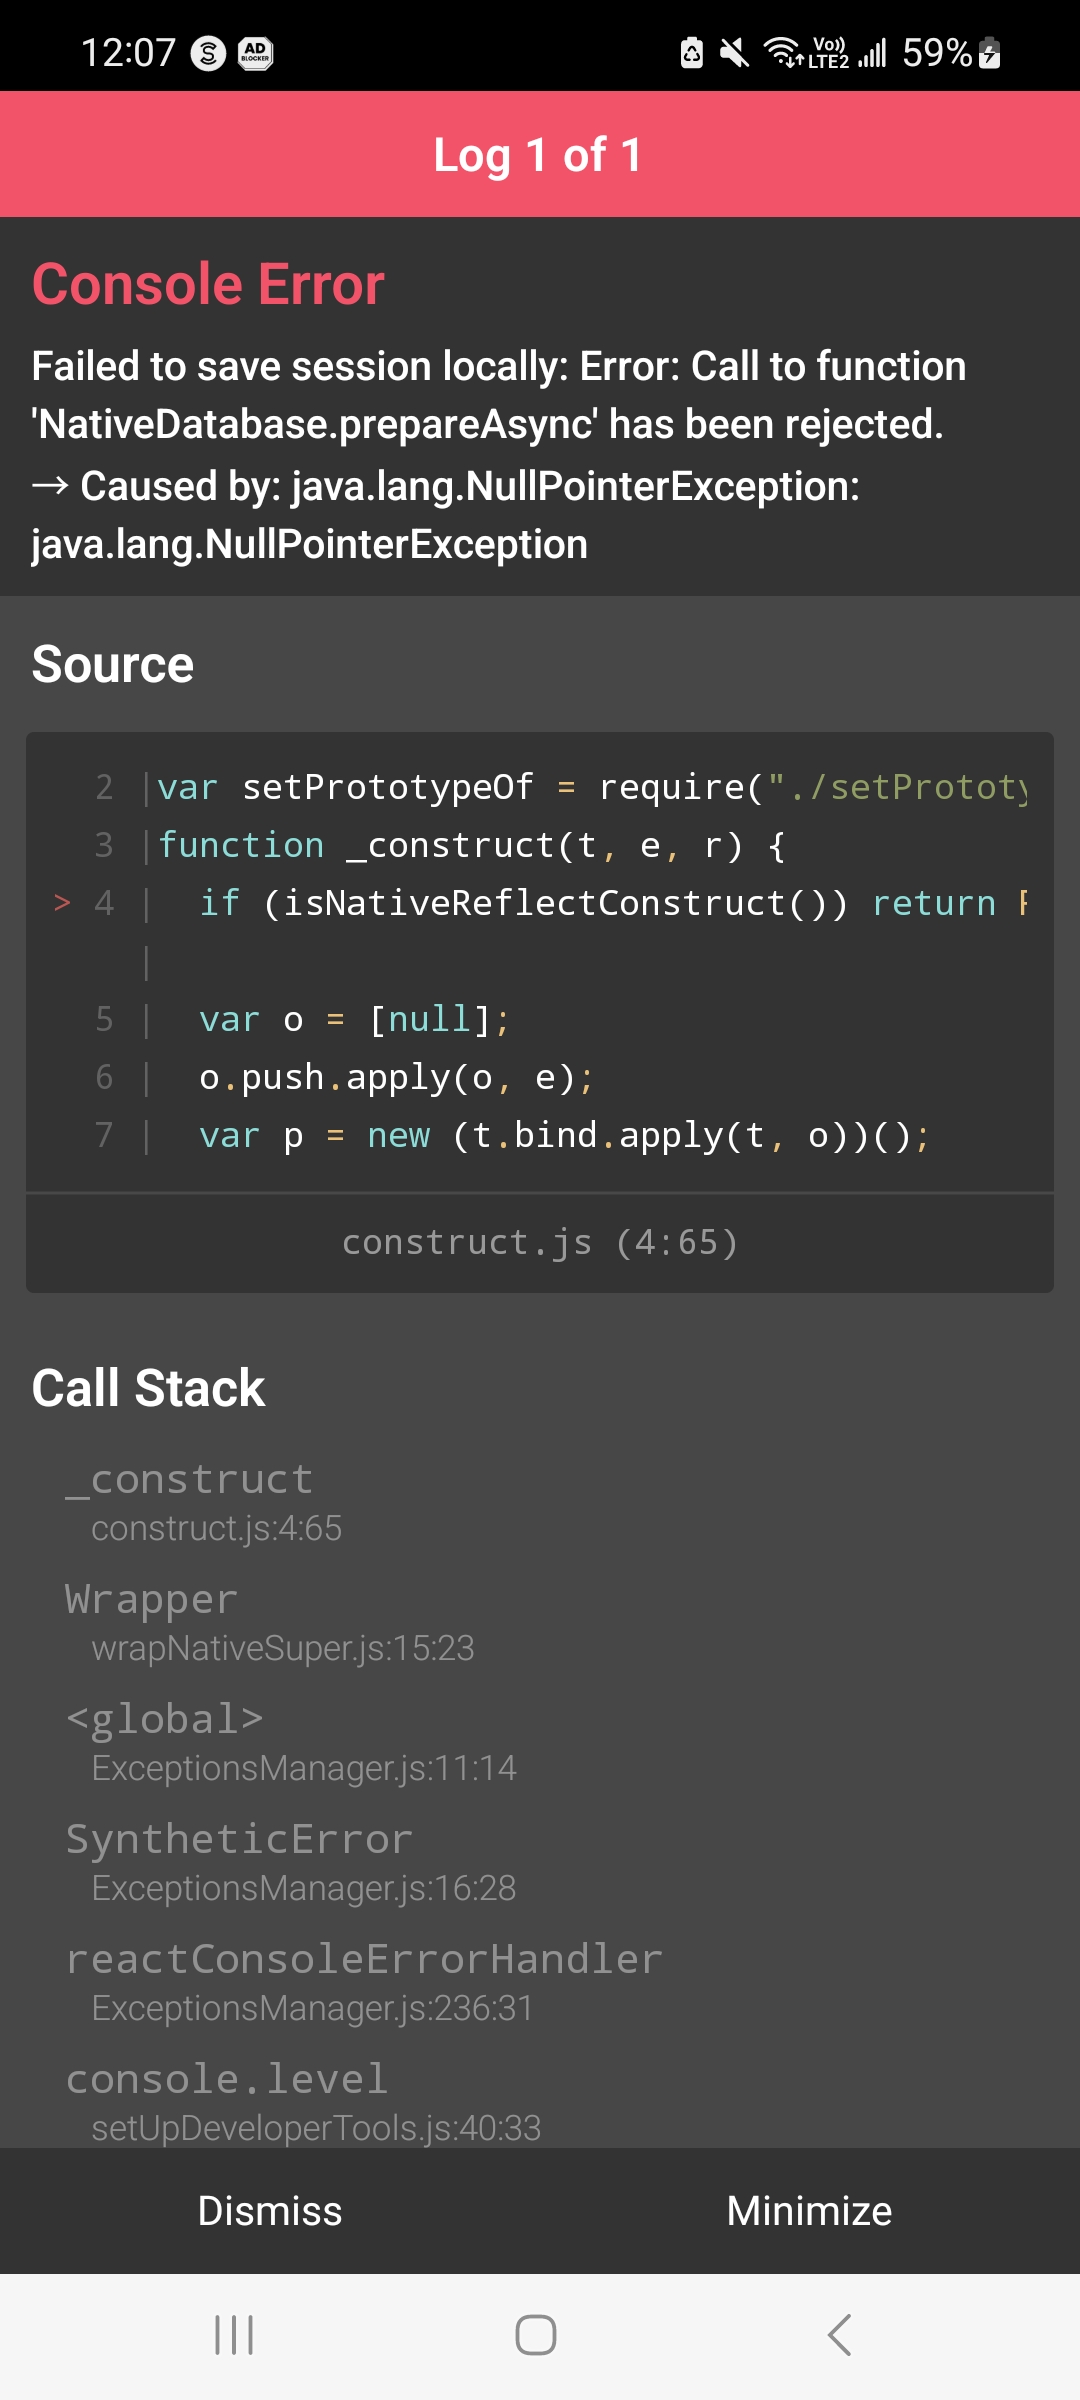 12:07 S AD BLOCKER Vo)) LTE2 59%
Log 1 of 1
Console Error
Failed to save session locally: Error: Call to function
'NativeDatabase.prepareAsync' has been rejected.
→ Caused by: java.lang.NullPointerException:
java.lang.NullPointerException
Source
2 |var setPrototypeOf = require("./setPrototy
3 |function _construct(t, e, r) {
> 4 |  if (isNativeReflectConstruct()) return
|
5 |  var o = [null];
6 |  o.push.apply(o, e);
7 |  var p = new (t.bind.apply(t, o))();
construct.js (4:65)
Call Stack
_construct
construct.js:4:65
Wrapper
wrapNativeSuper.js:15:23
<global>
ExceptionsManager.js:11:14
SyntheticError
ExceptionsManager.js:16:28
reactConsoleErrorHandler
ExceptionsManager.js:236:31
console.level
setUpDeveloperTools.js:40:33
Dismiss Minimize